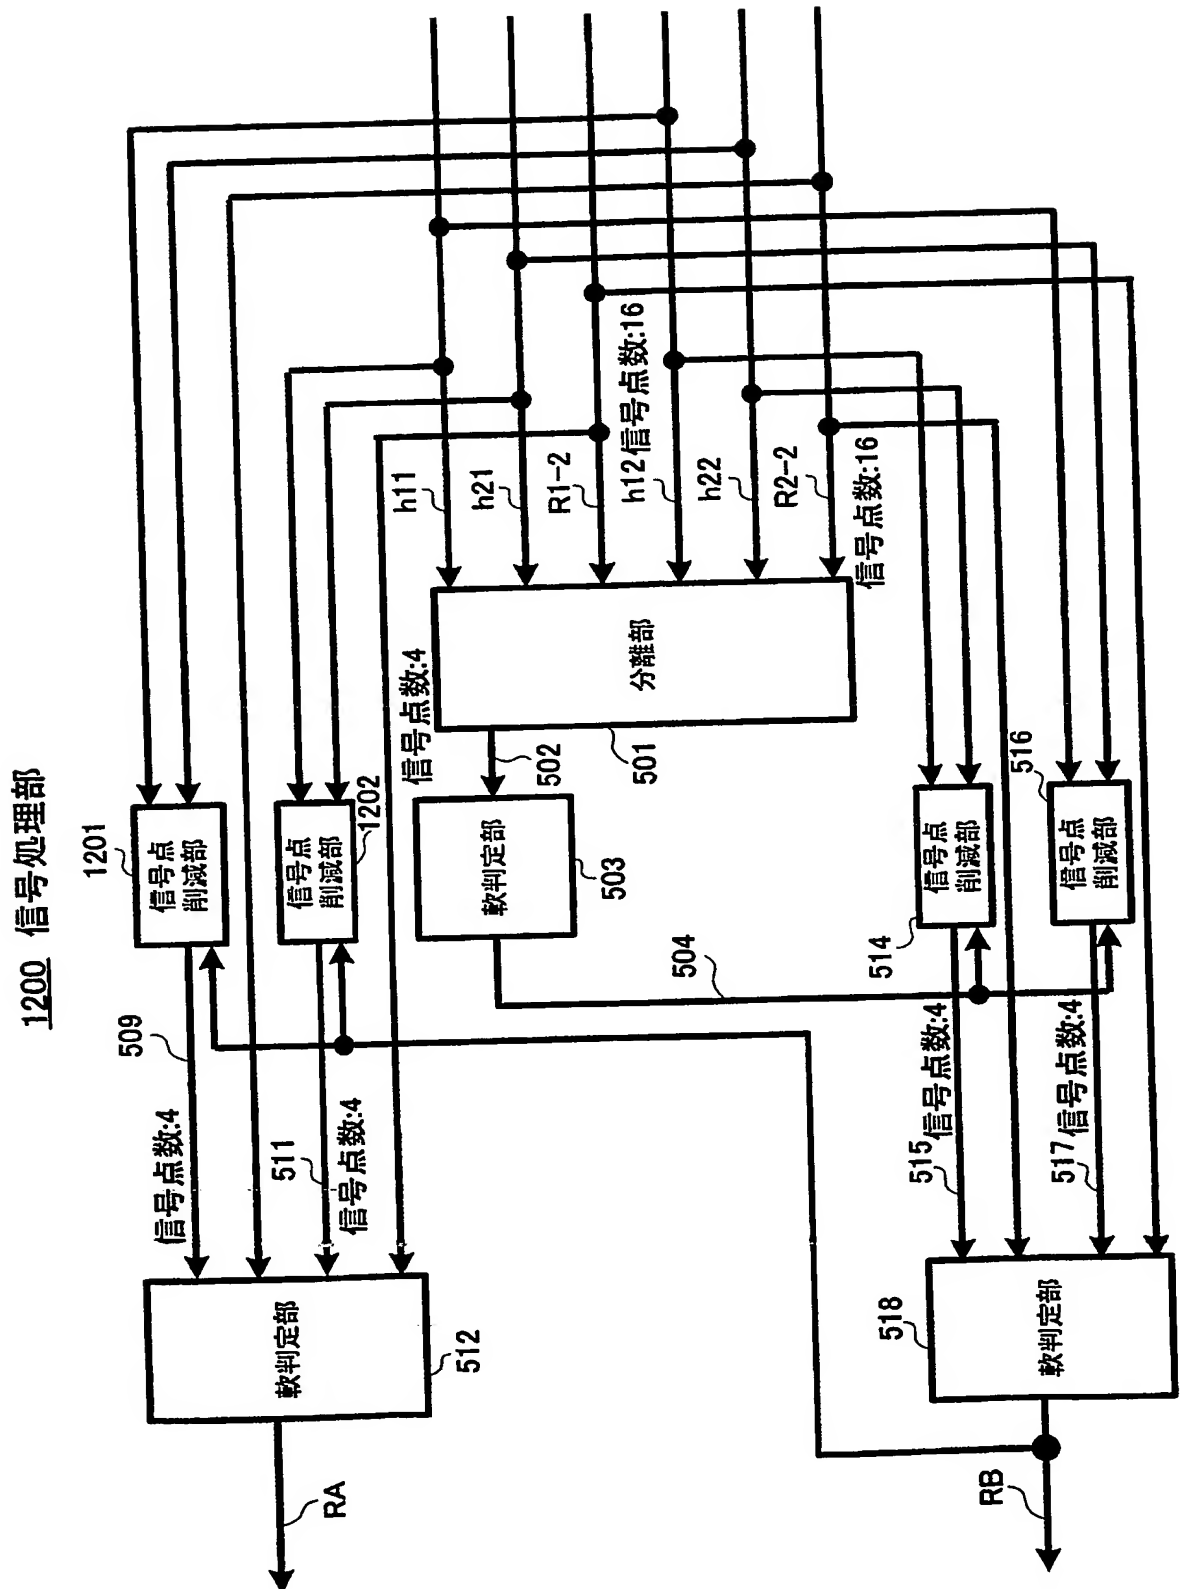 1200 信号処理部
1201
信号点
削減部
509
信号点数:4
1202
信号点
削減部
511
信号点数:4
軟判定部
512
RA
h11
h21
R1-2
h12
信号点数:16
h22
R2-2
信号点数:16
分離部
501
信号点数:4
502
軟判定部
503
504
514
信号点
削減部
515
信号点数:4
516
信号点
削減部
517
信号点数:4
軟判定部
518
RB